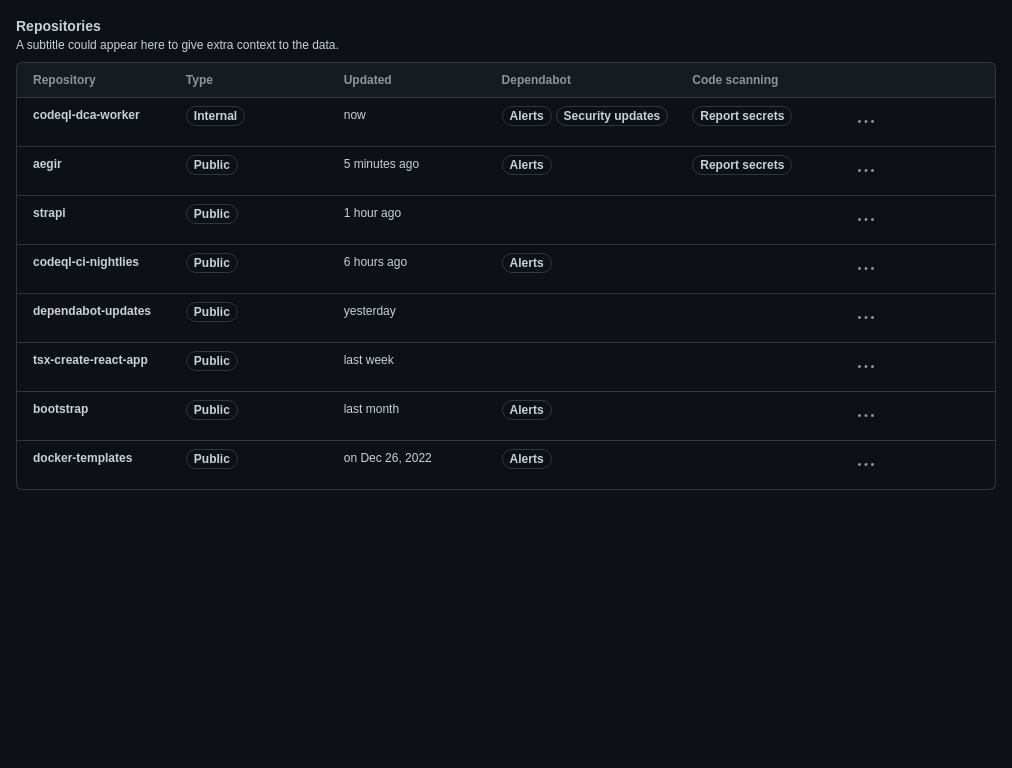 Repositories
A subtitle could appear here to give extra context to the data.
Repository Type Updated Dependabot Code scanning
codeql-dca-worker Internal now Alerts Security updates Report secrets
aegir Public 5 minutes ago Alerts Report secrets
strapi Public 1 hour ago
codeql-ci-nightlies Public 6 hours ago Alerts
dependabot-updates Public yesterday
tsx-create-react-app Public last week
bootstrap Public last month Alerts
docker-templates Public on Dec 26, 2022 Alerts